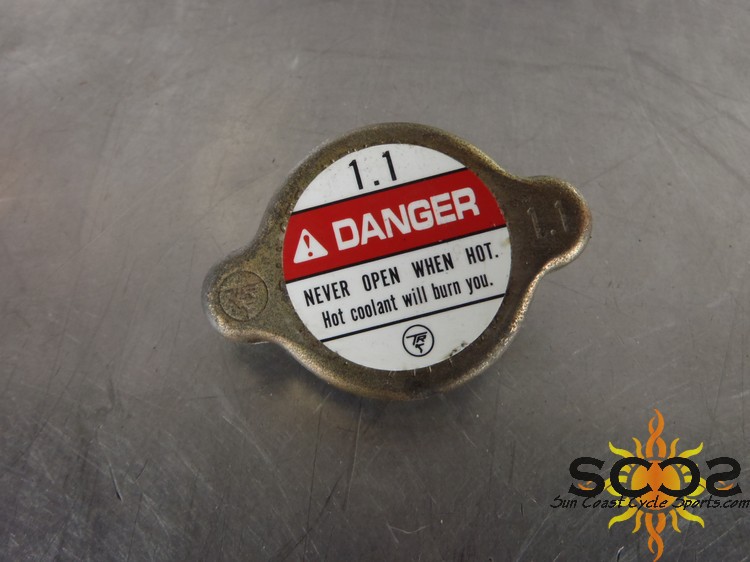 1.1
DANGER
NEVER OPEN WHEN HOT.
Hot coolant will burn you.
1.1
SCCS
Sun Coast Cycle Sports.com